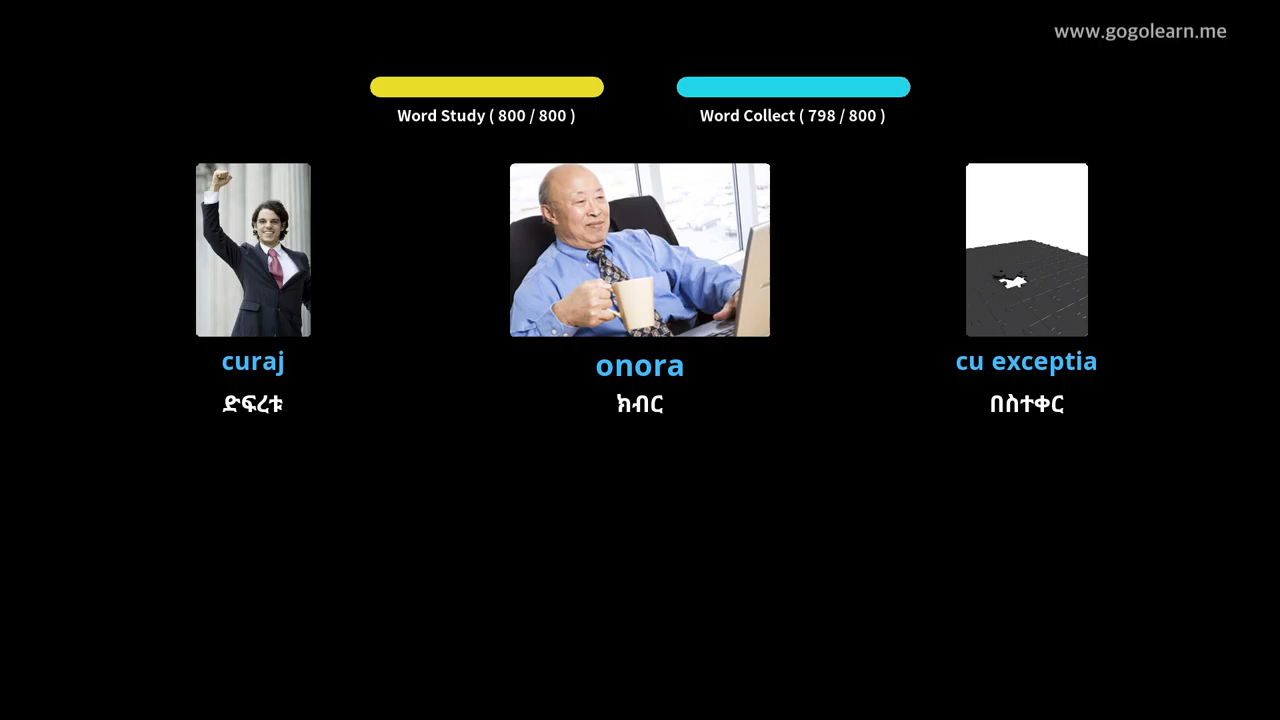 www.gogolearn.me
Word Study ( 800 / 800 )
Word Collect ( 798 / 800 )
curaj
onora
cu exceptia
ድፍረቱ
ክብር
በስተቀር